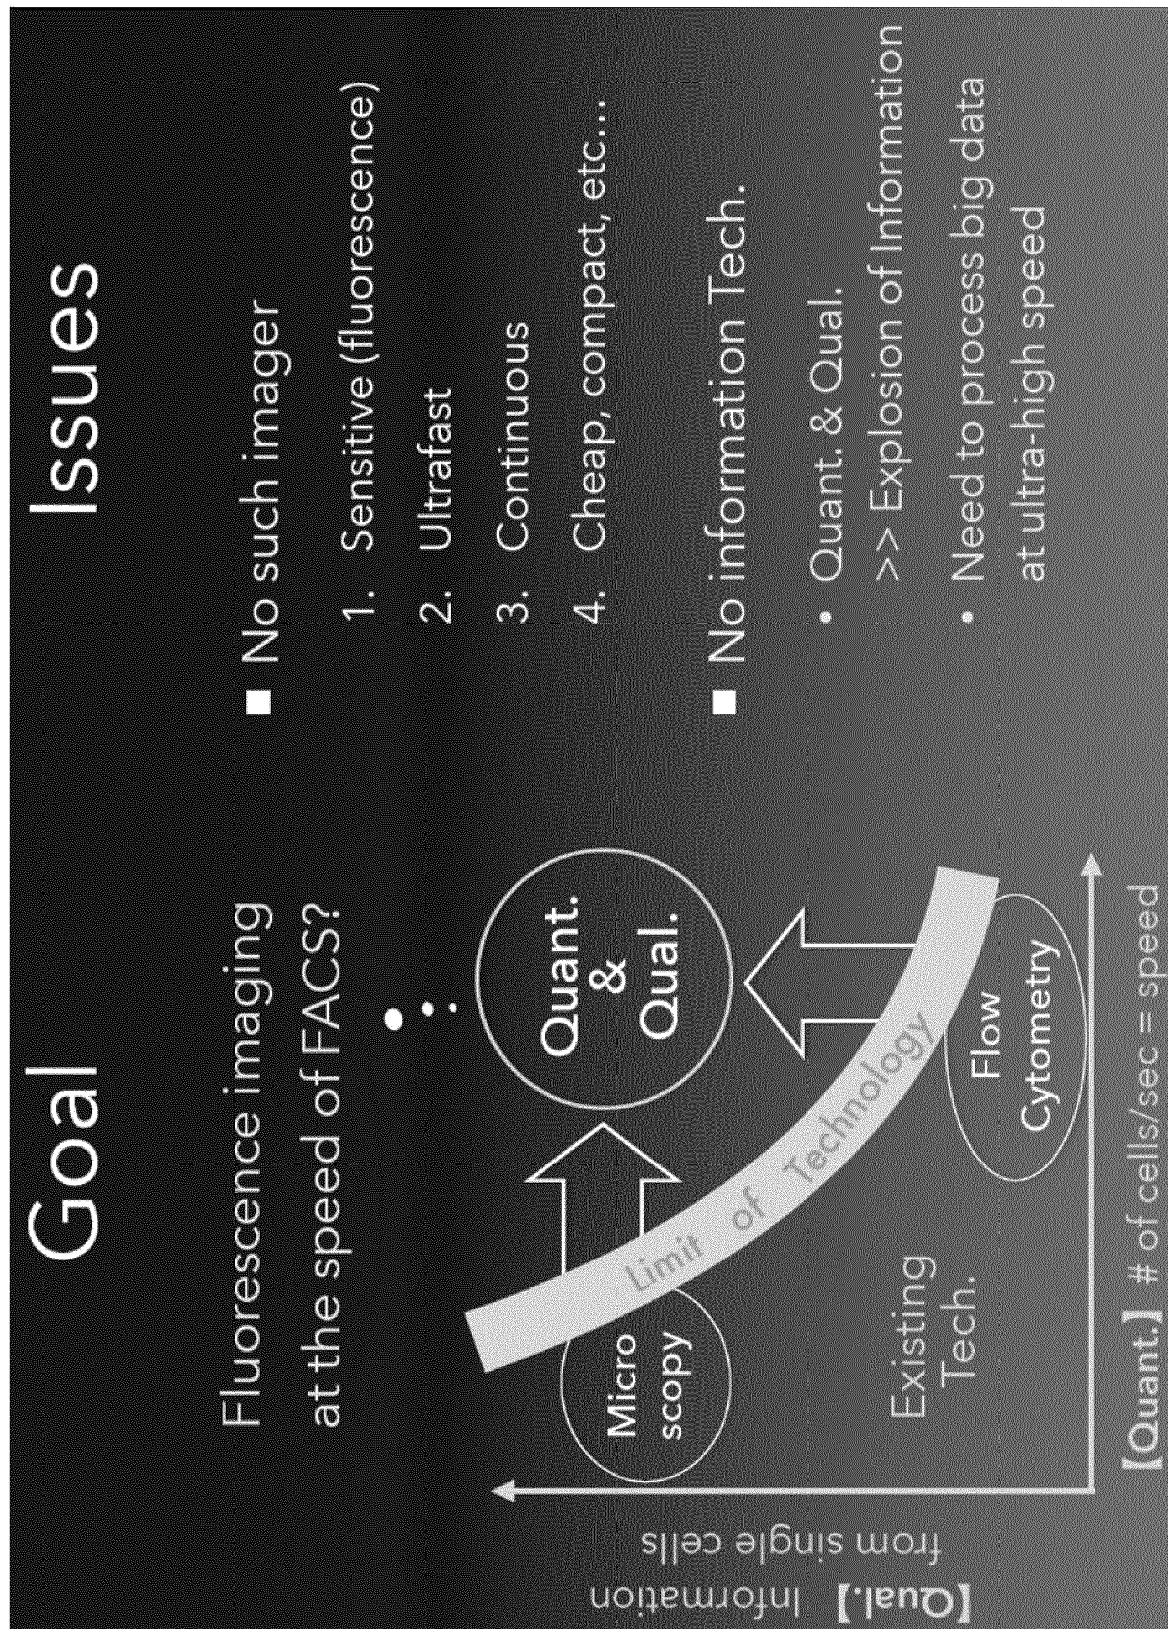 Goal
Fluorescence imaging
at the speed of FACS?
Quant.
&
Qual.
Micro
scopy
Limit of Technology
Existing
Tech.
Flow
Cytometry
【Qual.】 Information
from single cells
【Quant.】 # of cells/sec = speed
Issues
■ No such imager
1. Sensitive (fluorescence)
2. Ultrafast
3. Continuous
4. Cheap, compact, etc...
■ No information Tech.
• Quant. & Qual.
>> Explosion of Information
• Need to process big data
at ultra-high speed